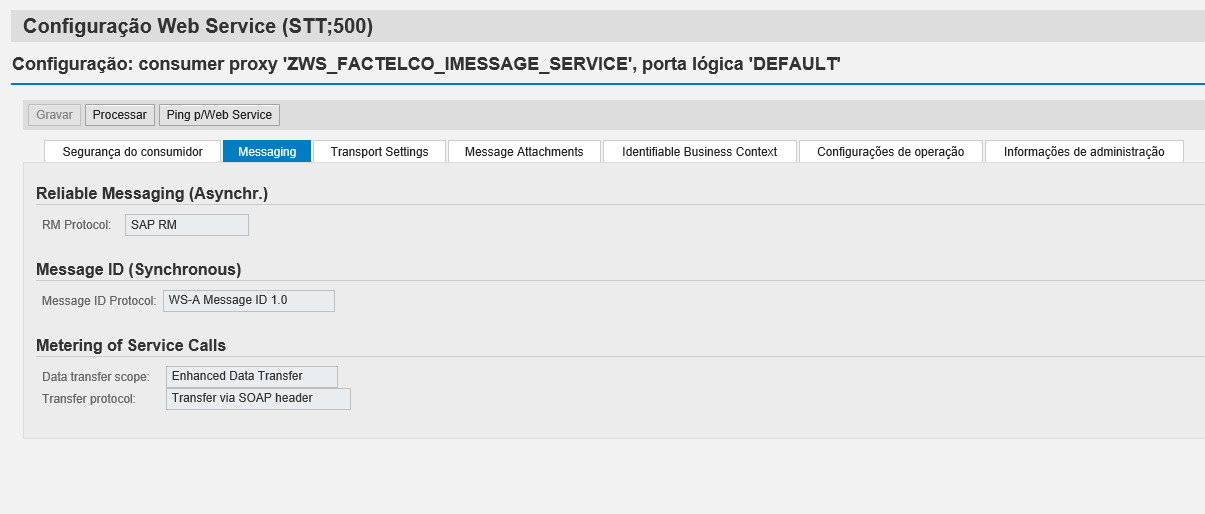 Configuração Web Service (STT;500)
Configuração: consumer proxy 'ZWS_FACTELCO_IMESSAGE_SERVICE', porta lógica 'DEFAULT'
Gravar Processar Ping p/Web Service
Segurança do consumidor Messaging Transport Settings Message Attachments Identifiable Business Context Configurações de operação Informações de administração
Reliable Messaging (Asynchr.)
RM Protocol: SAP RM
Message ID (Synchronous)
Message ID Protocol: WS-A Message ID 1.0
Metering of Service Calls
Data transfer scope: Enhanced Data Transfer
Transfer protocol: Transfer via SOAP header